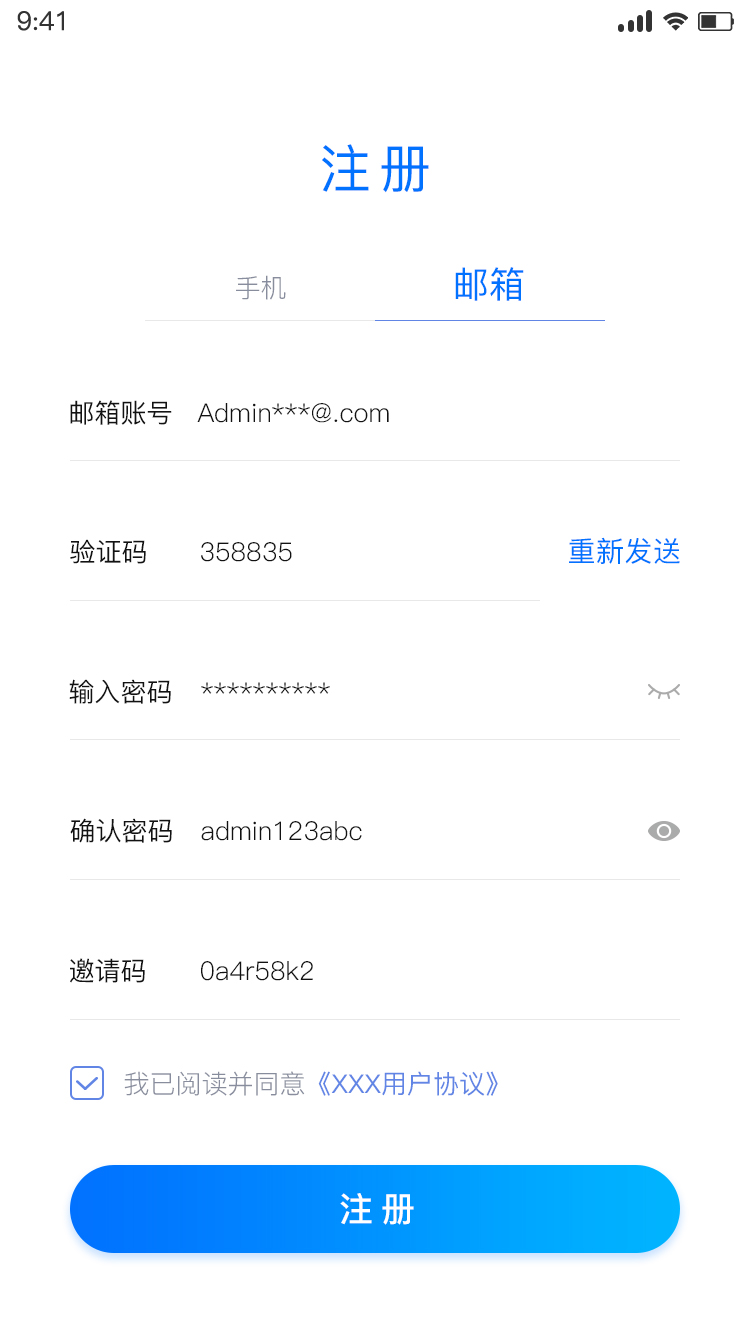 9:41
注册
手机 邮箱
邮箱账号 Admin***@.com
验证码 358835 重新发送
输入密码 **********
确认密码 admin123abc
邀请码 0a4r58k2
我已阅读并同意《XXX用户协议》
注册